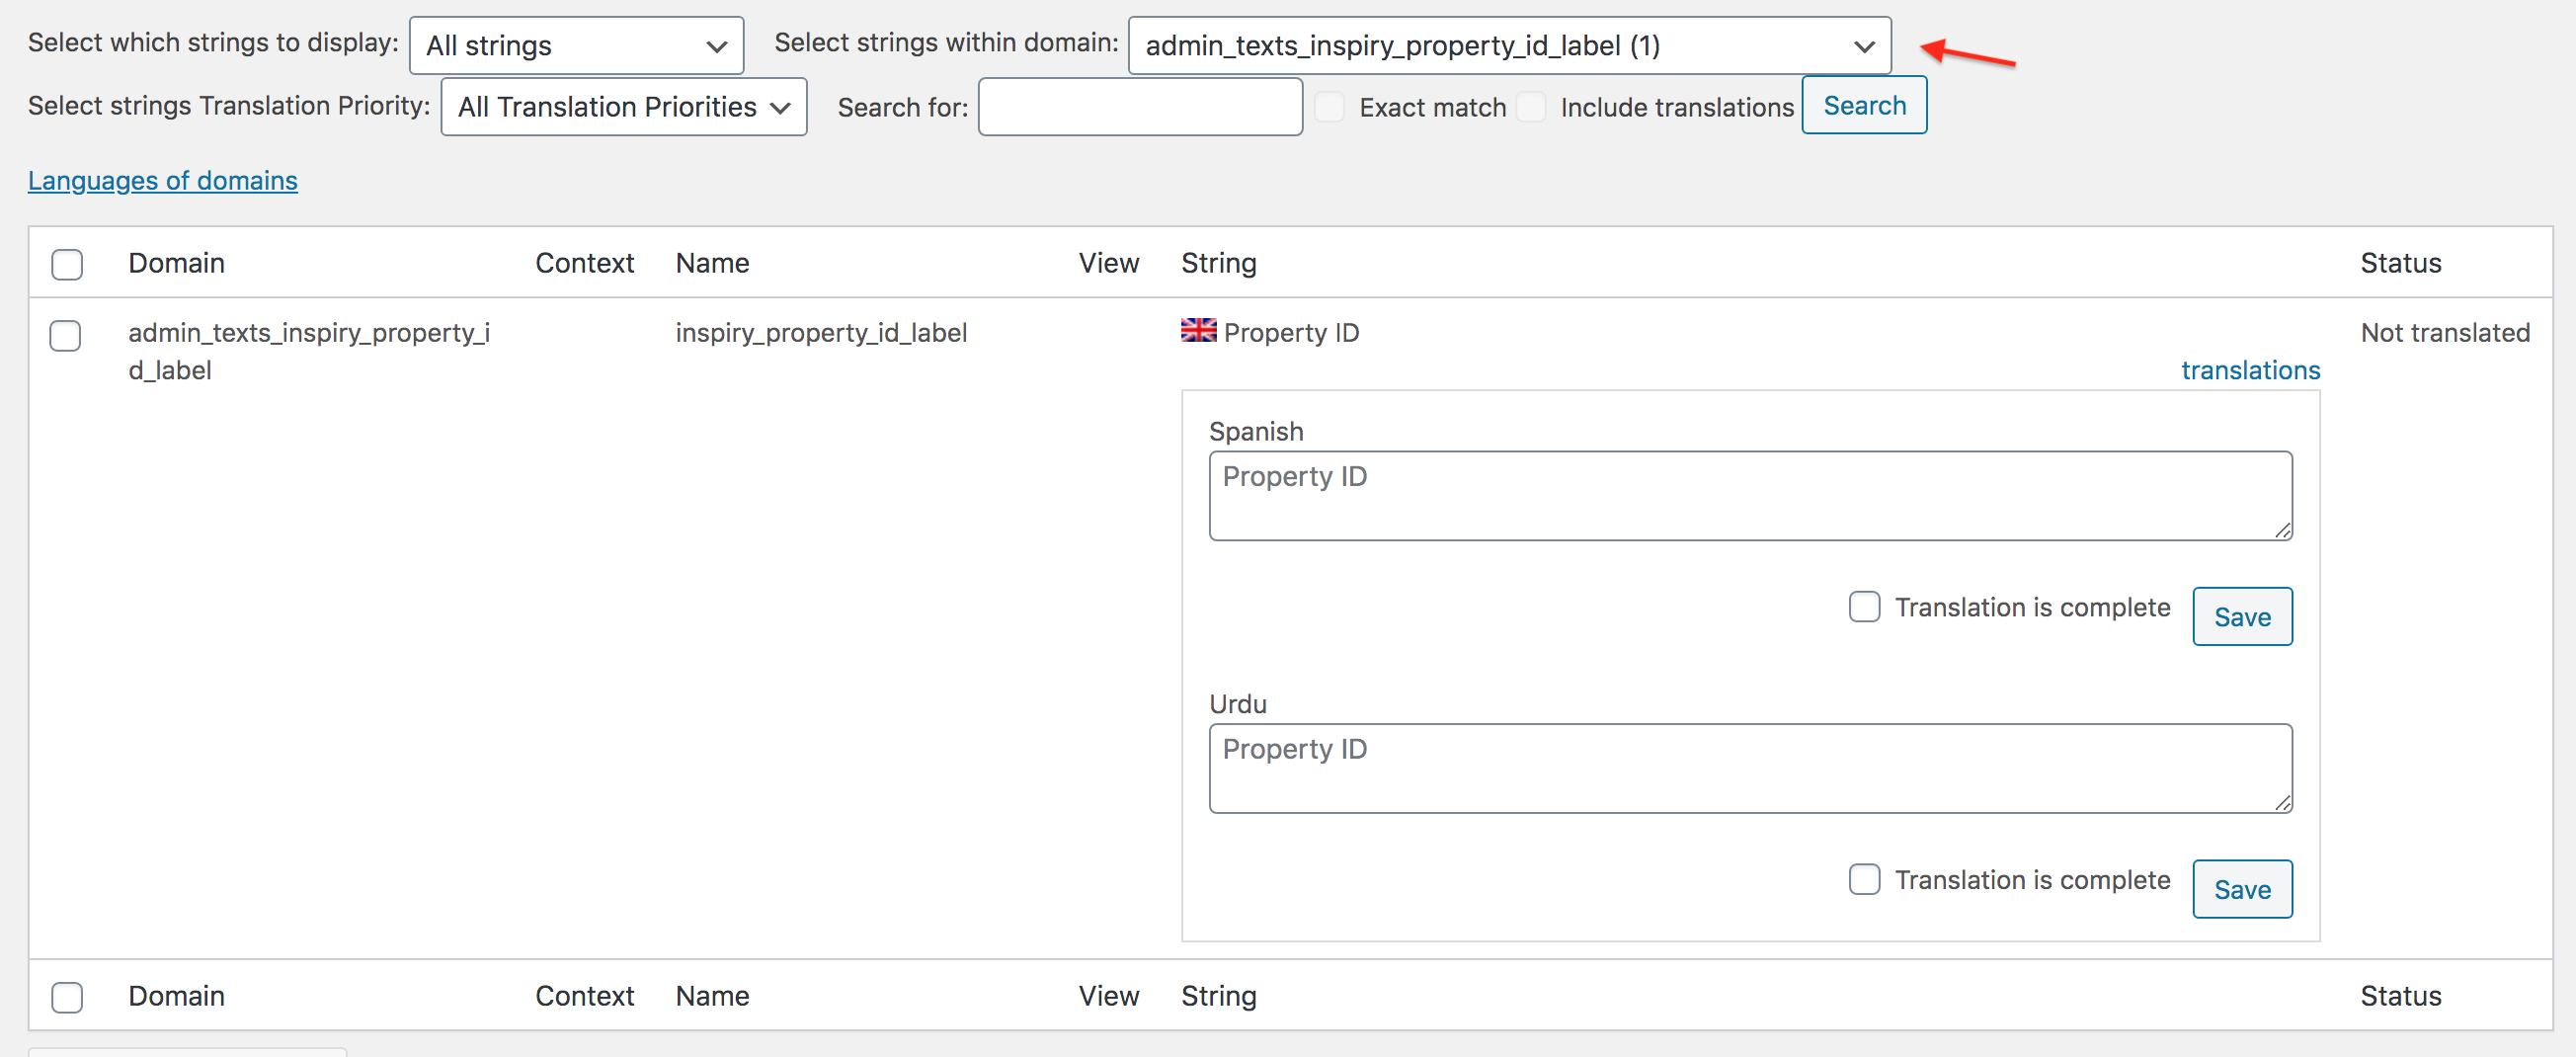 Select which strings to display: All strings Select strings within domain: admin_texts_inspiry_property_id_label (1)
Select strings Translation Priority: All Translation Priorities Search for: Exact match Include translations Search
Languages of domains
Domain Context Name View String Status
admin_texts_inspiry_property_i inspiry_property_id_label Property ID Not translated
d_label translations
Spanish
Property ID
Translation is complete Save
Urdu
Property ID
Translation is complete Save
Domain Context Name View String Status